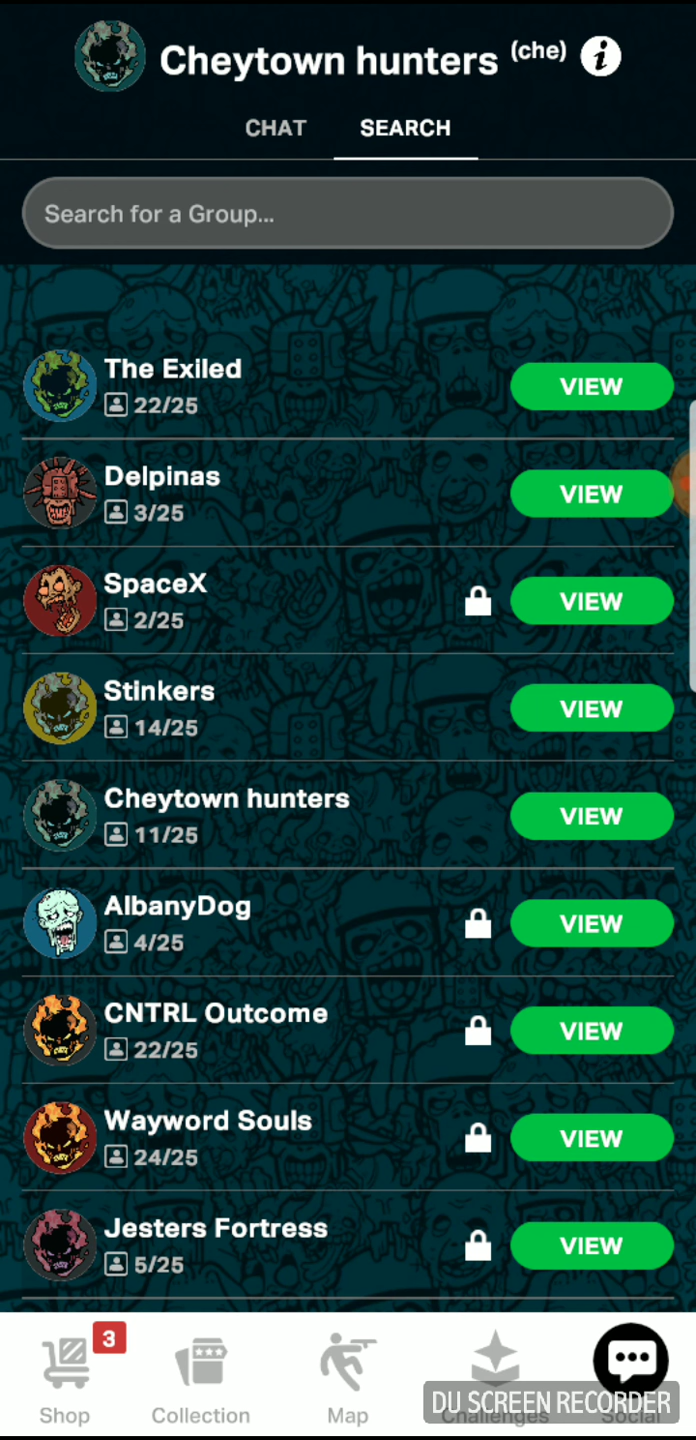 Cheytown hunters (che) i
CHAT SEARCH
Search for a Group...
The Exiled
22/25
VIEW
Delpinas
3/25
VIEW
SpaceX
2/25
VIEW
Stinkers
14/25
VIEW
Cheytown hunters
11/25
VIEW
AlbanyDog
4/25
VIEW
CNTRL Outcome
22/25
VIEW
Wayword Souls
24/25
VIEW
Jesters Fortress
5/25
VIEW
3
DU SCREEN RECORDER
Shop Collection Map Challenges Social